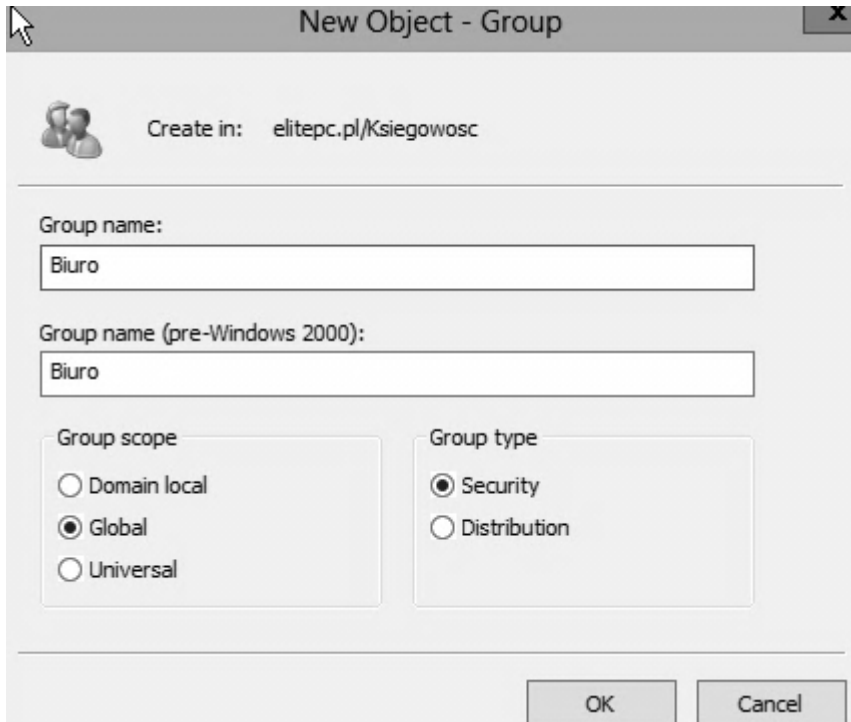 New Object - Group
X
Create in: elitepc.pl/Ksiegowosc
Group name:
Biuro
Group name (pre-Windows 2000):
Biuro
Group scope
Domain local
Global
Universal
Group type
Security
Distribution
OK
Cancel